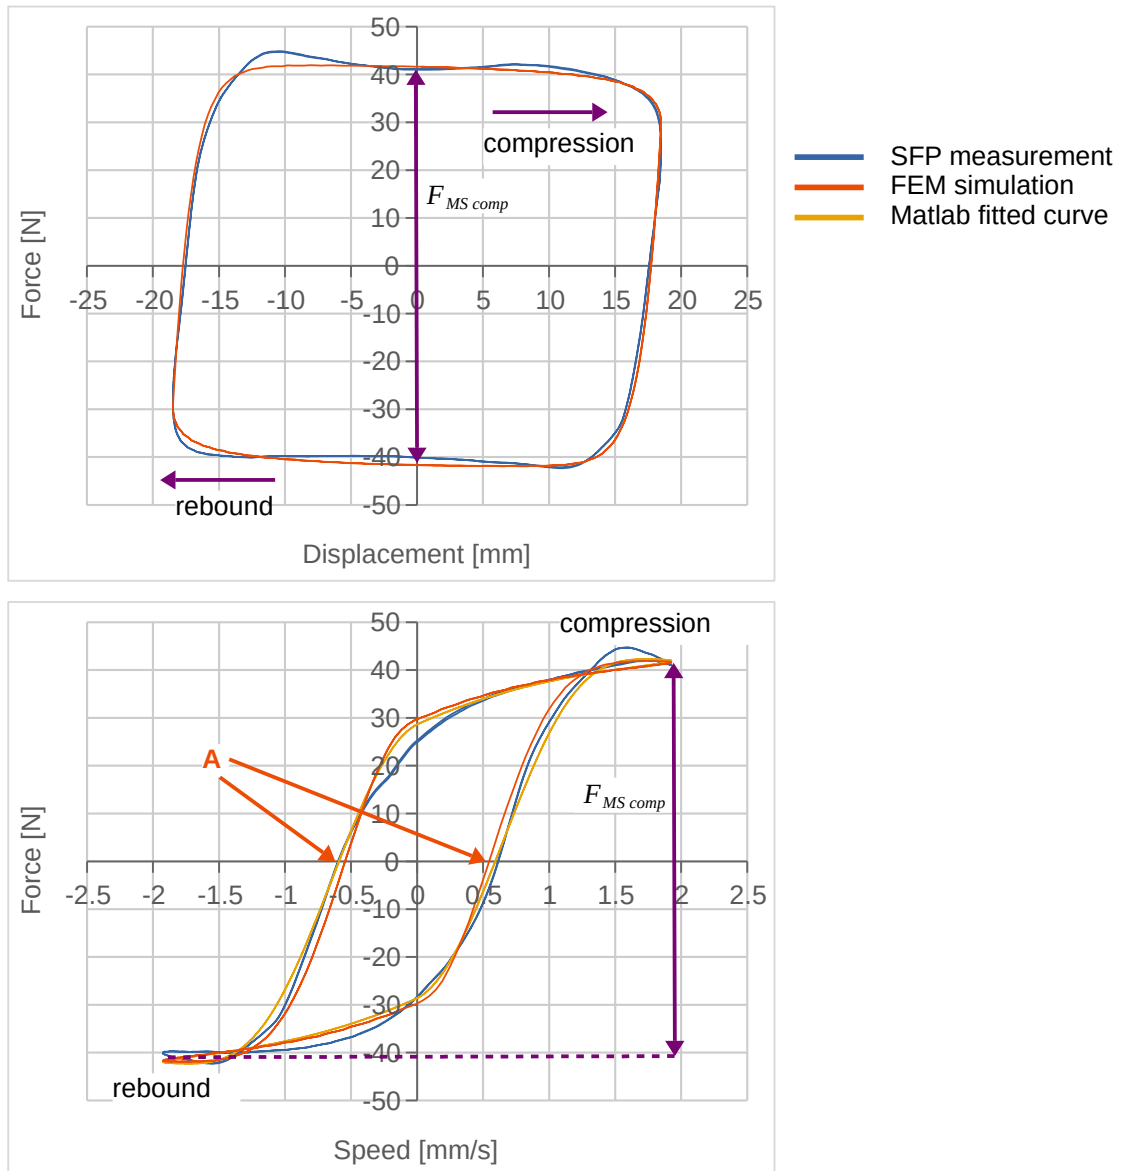 50
40
30
20
10
0
-10
-20
-30
-40
-50
-25 -20 -15 -10 -5 0 5 10 15 20 25
Force [N]
Displacement [mm]
compression
F MS comp
rebound
SFP measurement
FEM simulation
Matlab fitted curve
compression
50
40
30
20
10
0
-10
-20
-30
-40
-50
-2.5 -2 -1.5 -1 -0.5 0 0.5 1 1.5 2 2.5
A
F MS comp
Force [N]
rebound
Speed [mm/s]